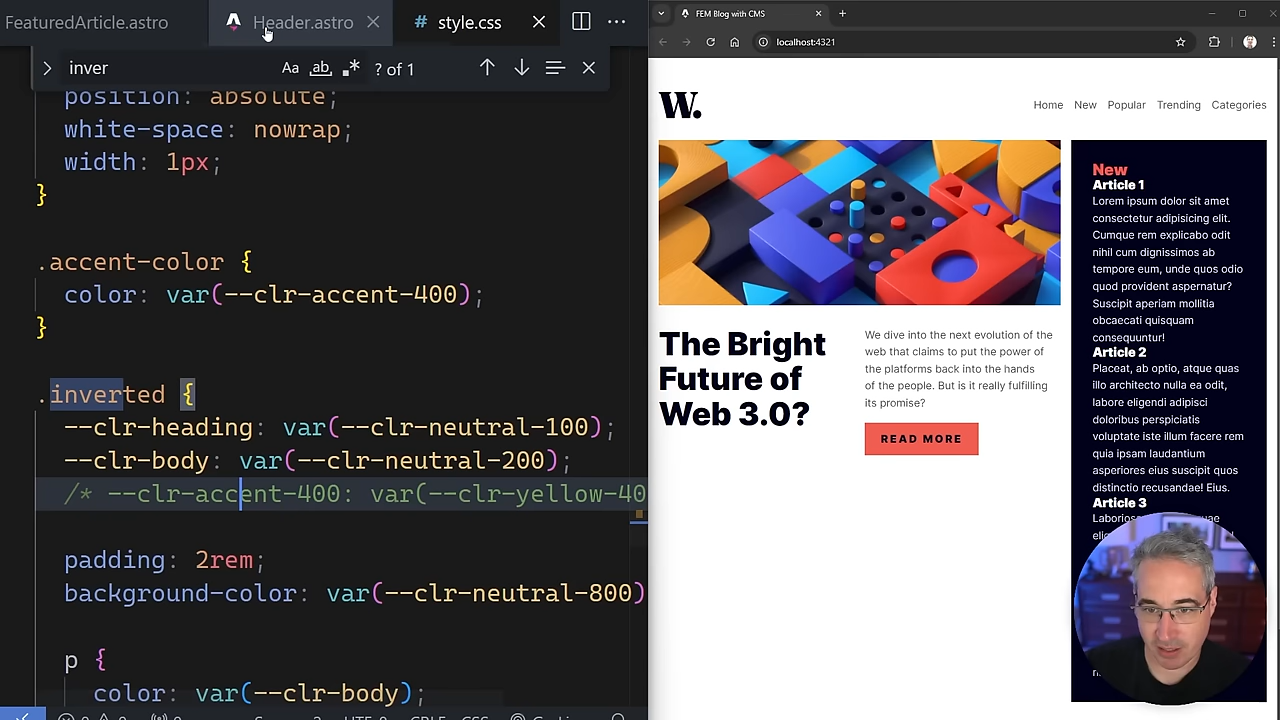 FeaturedArticle.astro
Header.astro
# style.css
inver
Aa ab ? of 1
position: absolute;
white-space: nowrap;
width: 1px;
}
.accent-color {
color: var(--clr-accent-400);
}
.inverted {
--clr-heading: var(--clr-neutral-100);
--clr-body: var(--clr-neutral-200);
/* --clr-accent-400: var(--clr-yellow-40
padding: 2rem;
background-color: var(--clr-neutral-800)
p {
color: var(--clr-body);
FEM Blog with CMS
localhost:4321
W.
Home New Popular Trending Categories
The Bright
Future of
Web 3.0?
We dive into the next evolution of the
web that claims to put the power of
the platforms back into the hands
of the people. But is it really fulfilling
its promise?
READ MORE
New
Article 1
Lorem ipsum dolor sit amet
consectetur adipisicing elit.
Cumque rem explicabo odit
nihil cum dignissimos ab
tempore eum, unde quos odio
quod provident aspernatur?
Suscipit aperiam mollitia
obcaecati quisquam
consequuntur!
Article 2
Placeat, ab optio, atque quas
illo architecto nulla ea odit,
labore eligendi adipisci
doloribus perspiciatis
voluptate iste illum facere rem
quia ipsam laudantium
asperiores eius suscipit quos
distinctio recusandae! Eius.
Article 3